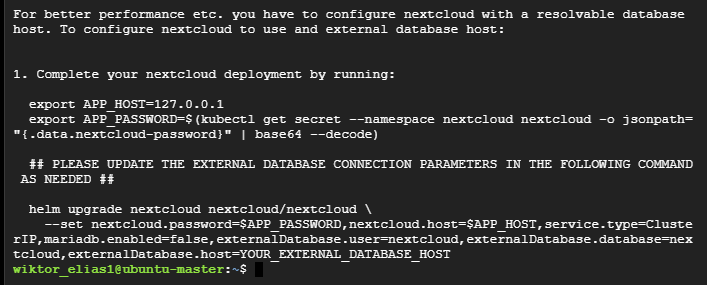 For better performance etc. you have to configure nextcloud with a resolvable database
host. To configure nextcloud to use and external database host:
1. Complete your nextcloud deployment by running:
export APP_HOST=127.0.0.1
export APP_PASSWORD=$(kubectl get secret --namespace nextcloud nextcloud -o jsonpath=
"{.data.nextcloud-password}" | base64 --decode)
## PLEASE UPDATE THE EXTERNAL DATABASE CONNECTION PARAMETERS IN THE FOLLOWING COMMAND
AS NEEDED ##
helm upgrade nextcloud nextcloud/nextcloud \
--set nextcloud.password=$APP_PASSWORD,nextcloud.host=$APP_HOST,service.type=Cluste
rIP,mariadb.enabled=false,externalDatabase.user=nextcloud,externalDatabase.database=nex
tcloud,externalDatabase.host=YOUR_EXTERNAL_DATABASE_HOST
wiktor_elias1@ubuntu-master:~$